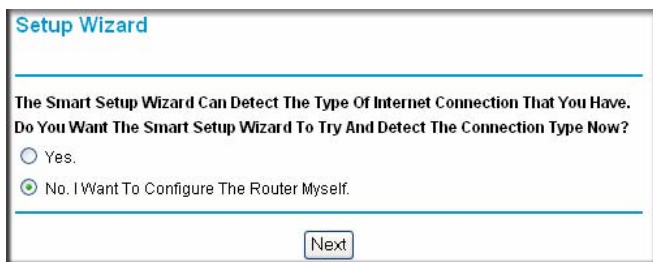 Setup Wizard
The Smart Setup Wizard Can Detect The Type Of Internet Connection That You Have.
Do You Want The Smart Setup Wizard To Try And Detect The Connection Type Now?
Yes.
No. I Want To Configure The Router Myself.
Next